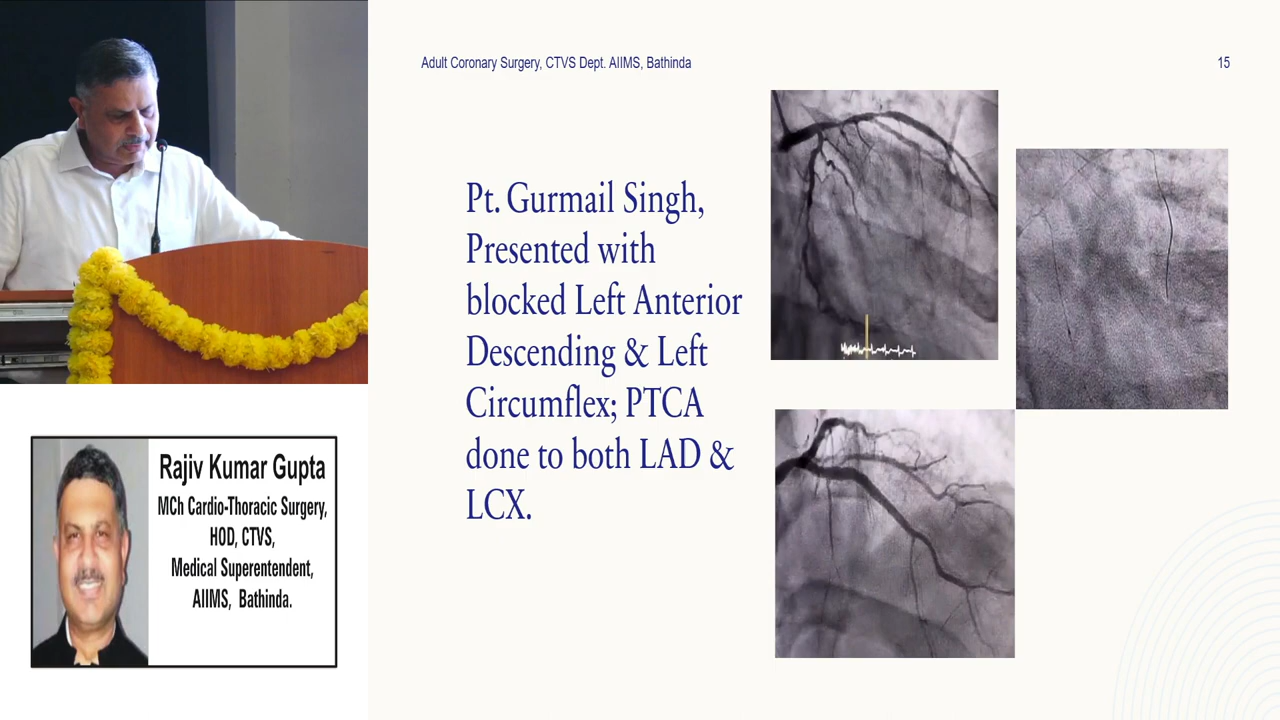 Adult Coronary Surgery, CTVS Dept. AIIMS, Bathinda
15
Pt. Gurmail Singh,
Presented with
blocked Left Anterior
Descending & Left
Circumflex; PTCA
done to both LAD &
LCX.
Rajiv Kumar Gupta
MCh Cardio-Thoracic Surgery,
HOD, CTVS,
Medical Superentendent,
AIIMS, Bathinda.